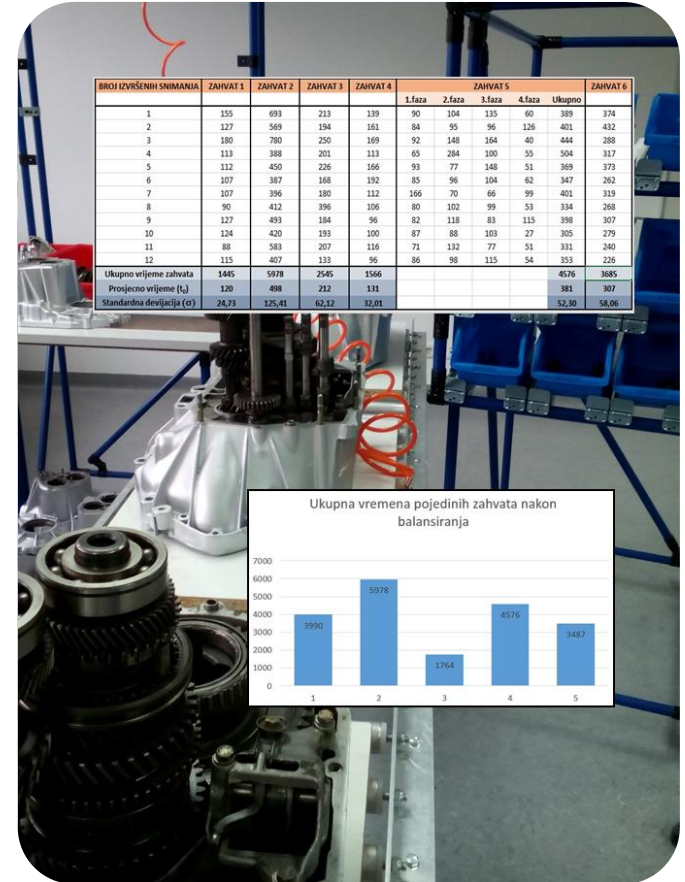 BROJ IZVRŠENIH SNIMANJA ZAHVAT 1 ZAHVAT 2 ZAHVAT 3 ZAHVAT 4 ZAHVAT 5 ZAHVAT 6
1.faza 2.faza 3.faza 4.faza Ukupno
1 155 693 213 139 90 104 135 60 389 374
2 127 569 194 161 84 95 96 126 401 432
3 180 780 250 169 92 148 164 40 444 288
4 113 388 201 113 65 284 100 55 504 317
5 112 450 226 166 93 77 148 51 369 373
6 107 387 168 192 85 96 104 62 347 262
7 107 396 180 112 166 70 66 99 401 319
8 90 412 396 106 80 102 99 53 334 268
9 127 493 184 96 82 118 83 115 398 307
10 124 420 193 100 87 88 103 27 305 279
11 88 583 207 116 71 132 77 51 331 240
12 115 407 133 96 86 98 115 54 353 226
Ukupno vrijeme zahvata 1445 5978 2545 1566 4576 3685
Prosjecno vrijeme (t₀) 120 498 212 131 381 307
Standardna devijacija (σ) 24,73 125,41 62,12 32,01 52,30 58,06
Ukupna vremena pojedinih zahvata nakon
balansiranja
7000
6000
5000
4000
3000
2000
1000
0
3990 5978 1764 4576 3487
1 2 3 4 5